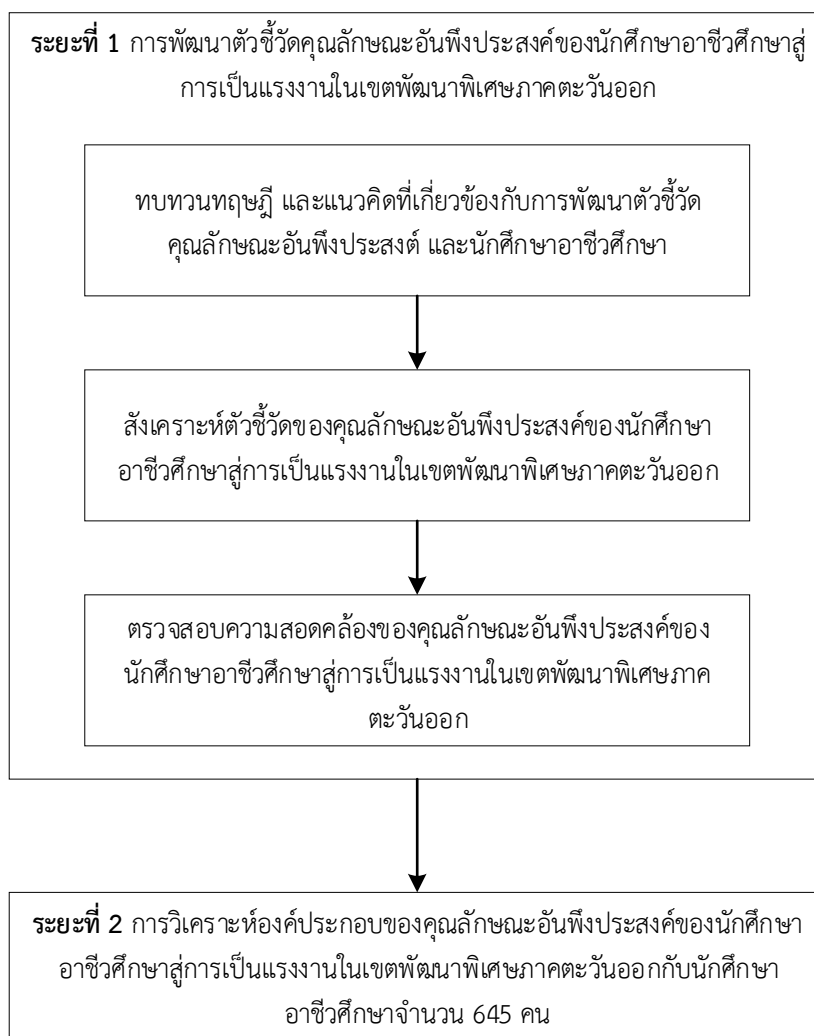 ระยะที่ 1 การพัฒนาตัวชี้วัดคุณลักษณะอันพึงประสงค์ของนักศึกษาอาชีวศึกษาสู่
การเป็นแรงงานในเขตพัฒนาพิเศษภาคตะวันออก
ทบทวนทฤษฎี และแนวคิดที่เกี่ยวข้องกับการพัฒนาตัวชี้วัด
คุณลักษณะอันพึงประสงต์ และนักศึกษาอาชีวศึกษา
สังเคราะห์ตัวชี้วัดของคุณลักษณะอันพึงประสงค์ของนักศึกษา
อาชีวศึกษาสู่การเป็นแรงงานในเขตพัฒนาพิเศษภาคตะวันออก
ตรวจสอบความสอดคล้องของคุณลักษณะอันพึงประสงค์ของ
นักศึกษาอาชีวศึกษาสู่การเป็นแรงงานในเขตพัฒนาพิเศษภาค
ตะวันออก
ระยะที่ 2 การวิเคราะห์องค์ประกอบของคุณลักษณะอันพึงประสงค์ของนักศึกษา
อาชีวศึกษาสู่การเป็นแรงงานในเขตพัฒนาพิเศษภาคตะวันออกกับนักศึกษา
อาชีวศึกษาจำนวน 645 คน